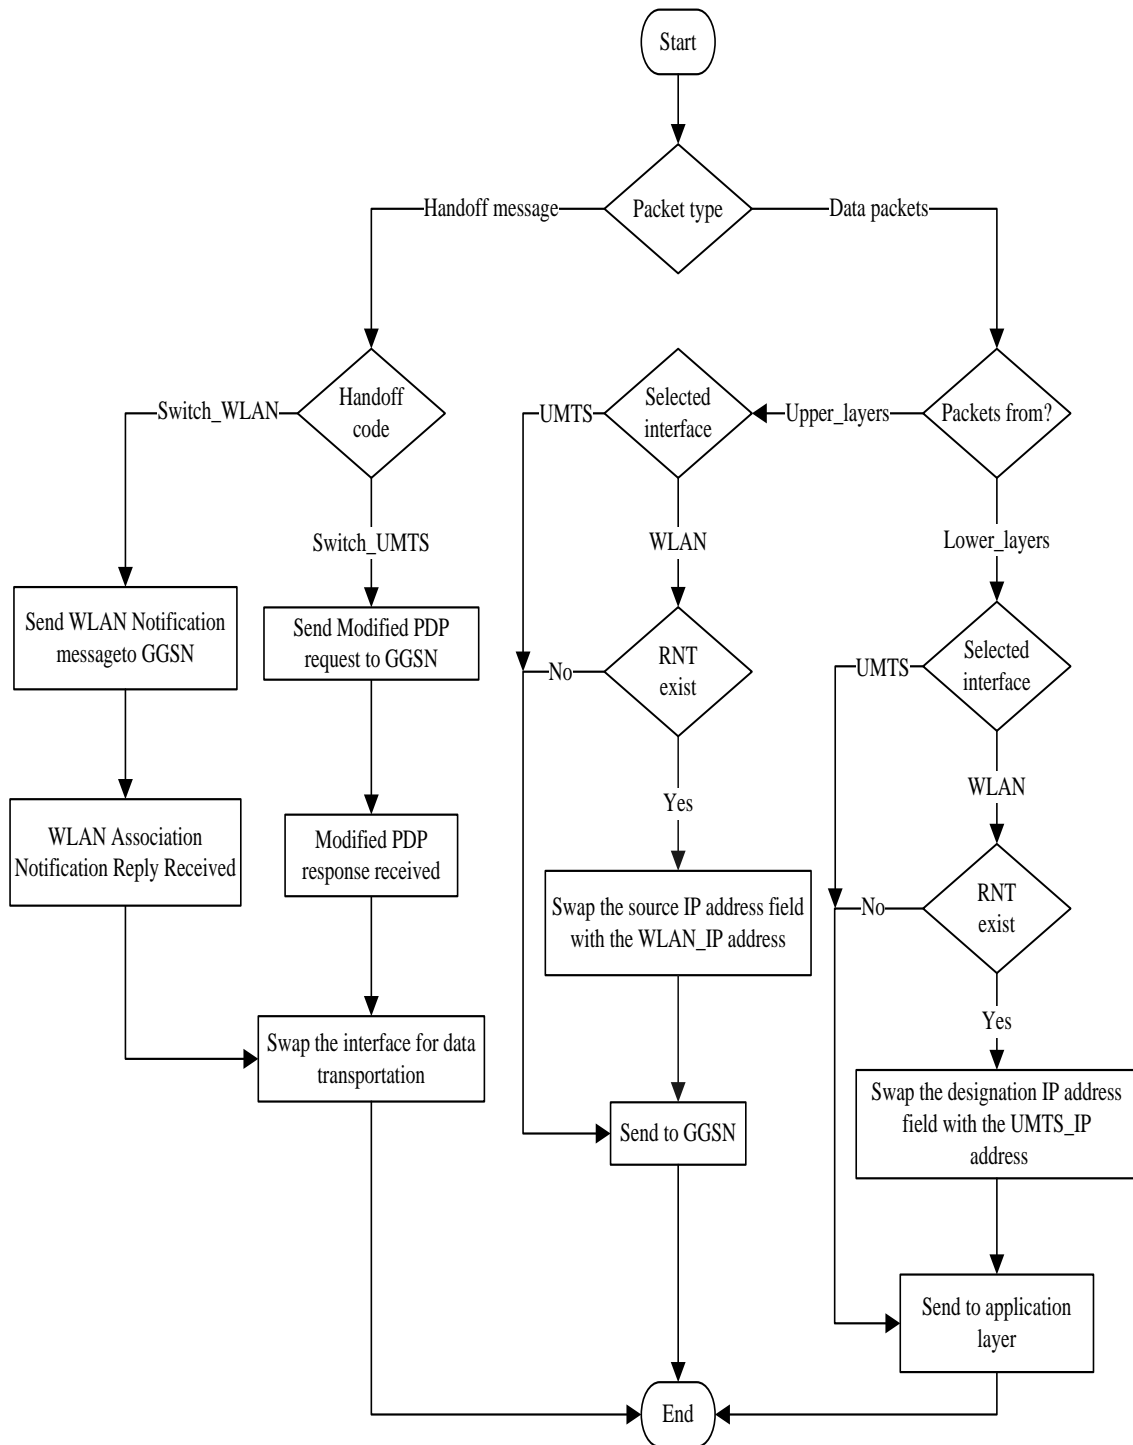 Start
Packet type
Handoff message
Data packets
Handoff
code
Switch_WLAN
Switch_UMTS
Selected
interface
UMTS
Upper_layers
Packets from?
WLAN
Lower_layers
Send WLAN Notification
messageto GGSN
Send Modified PDP
request to GGSN
RNT
exist
No
Selected
interface
UMTS
Yes
WLAN
WLAN Association
Notification Reply Received
Modified PDP
response received
Swap the source IP address field
with the WLAN_IP address
RNT
exist
No
Yes
Swap the interface for data
transportation
Send to GGSN
Swap the designation IP address
field with the UMTS_IP
address
Send to application
layer
End